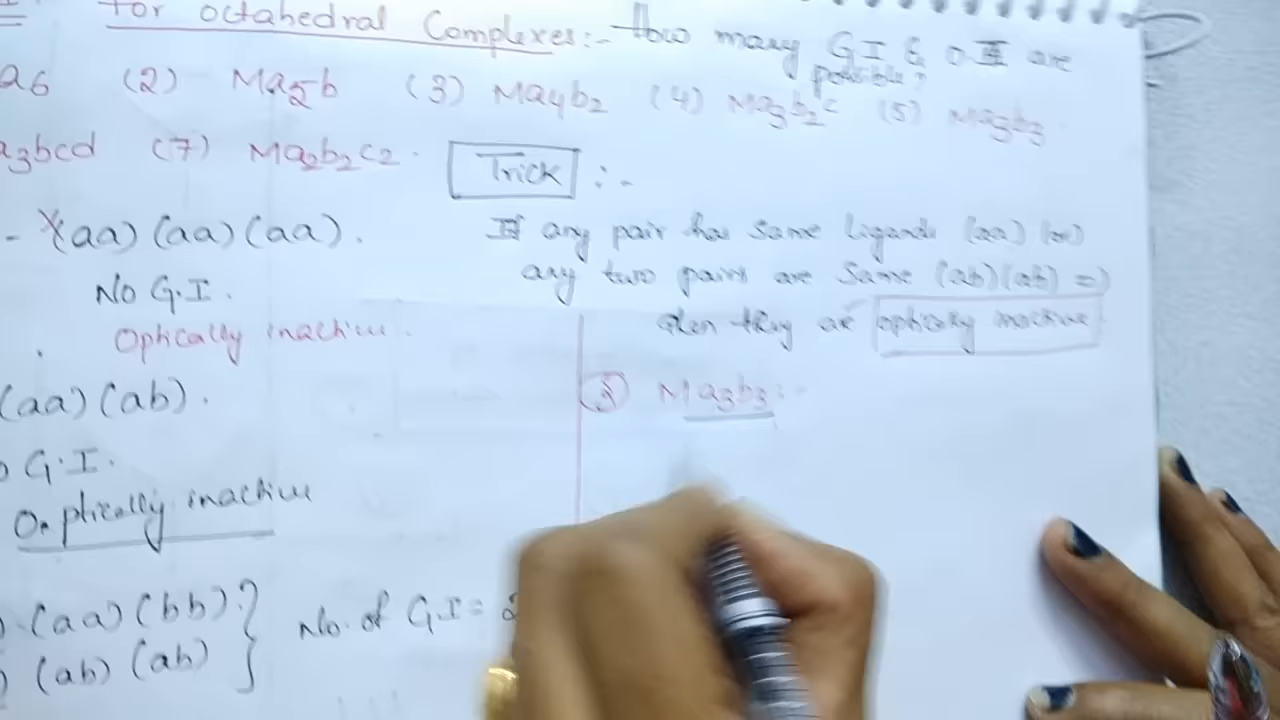 For octahedral Complexes:- How many G.I & O.I are possible?
a6 (2) Ma5b (3) Ma4b2 (4) Ma3b2c (5) Ma3b3
a3bcd (7) Ma2b2c2.
Trick :-
- (aa) (aa) (aa).
No G.I.
Optically inactive.
If any pair has same ligands (aa) (or)
any two pairs are same (ab)(ab) =)
then they are optically inactive
(aa) (ab).
G.I.
Optically inactive
(aa) (bb)
(ab) (ab)
} No. of G.I = 2
Ma3b3:-